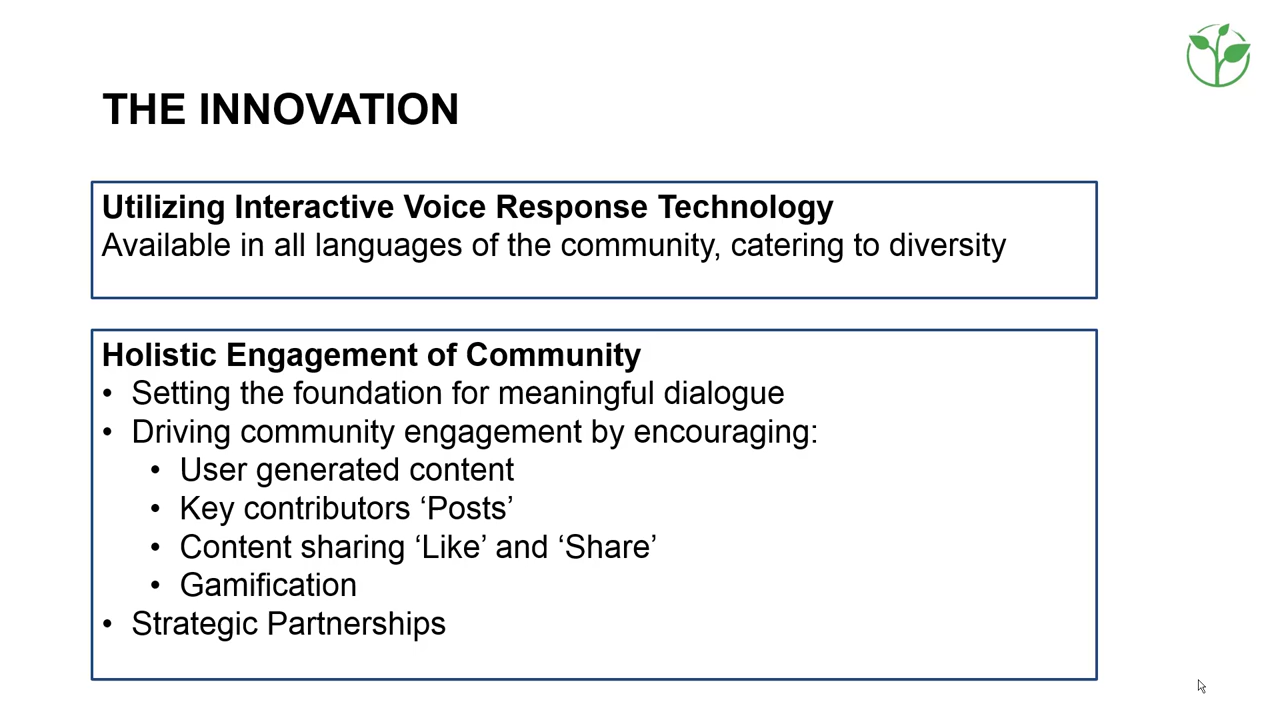 THE INNOVATION
Utilizing Interactive Voice Response Technology
Available in all languages of the community, catering to diversity
Holistic Engagement of Community
• Setting the foundation for meaningful dialogue
• Driving community engagement by encouraging:
• User generated content
• Key contributors ‘Posts’
• Content sharing ‘Like’ and ‘Share’
• Gamification
• Strategic Partnerships